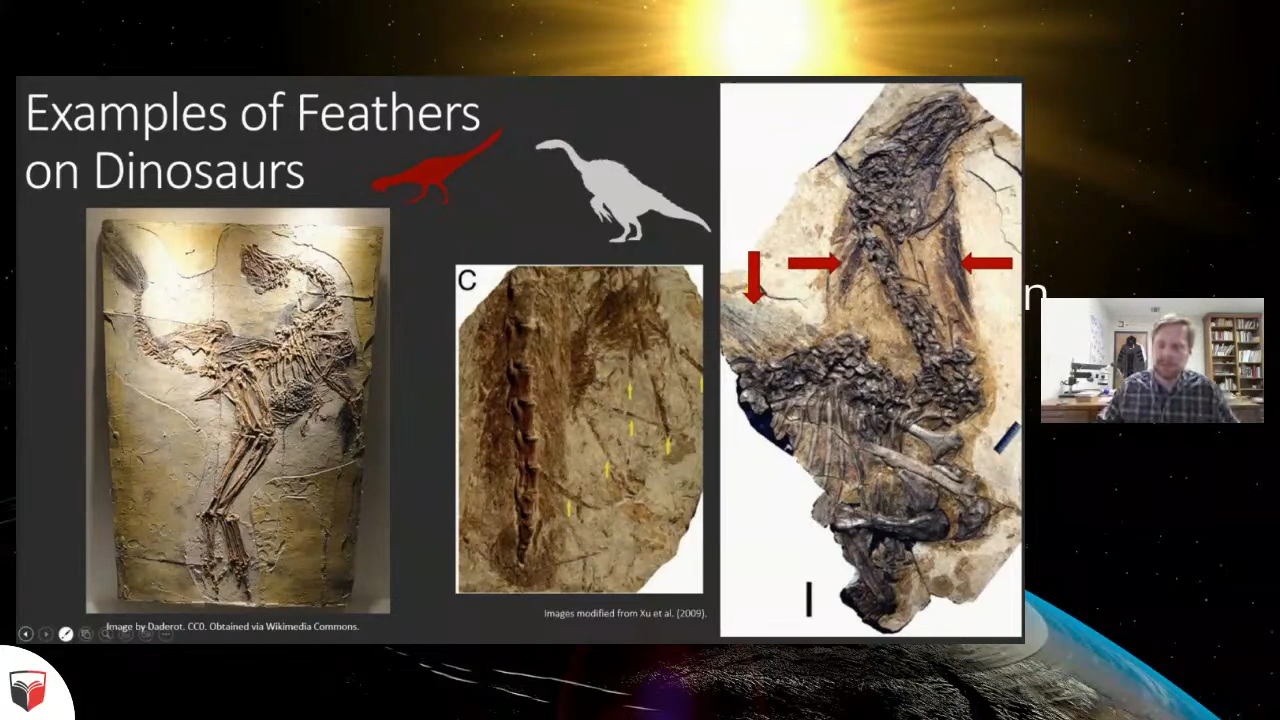 Examples of Feathers
on Dinosaurs
C
n
Images modified from Xu et al. (2009).
Image by Daderot. CC0. Obtained via Wikimedia Commons.